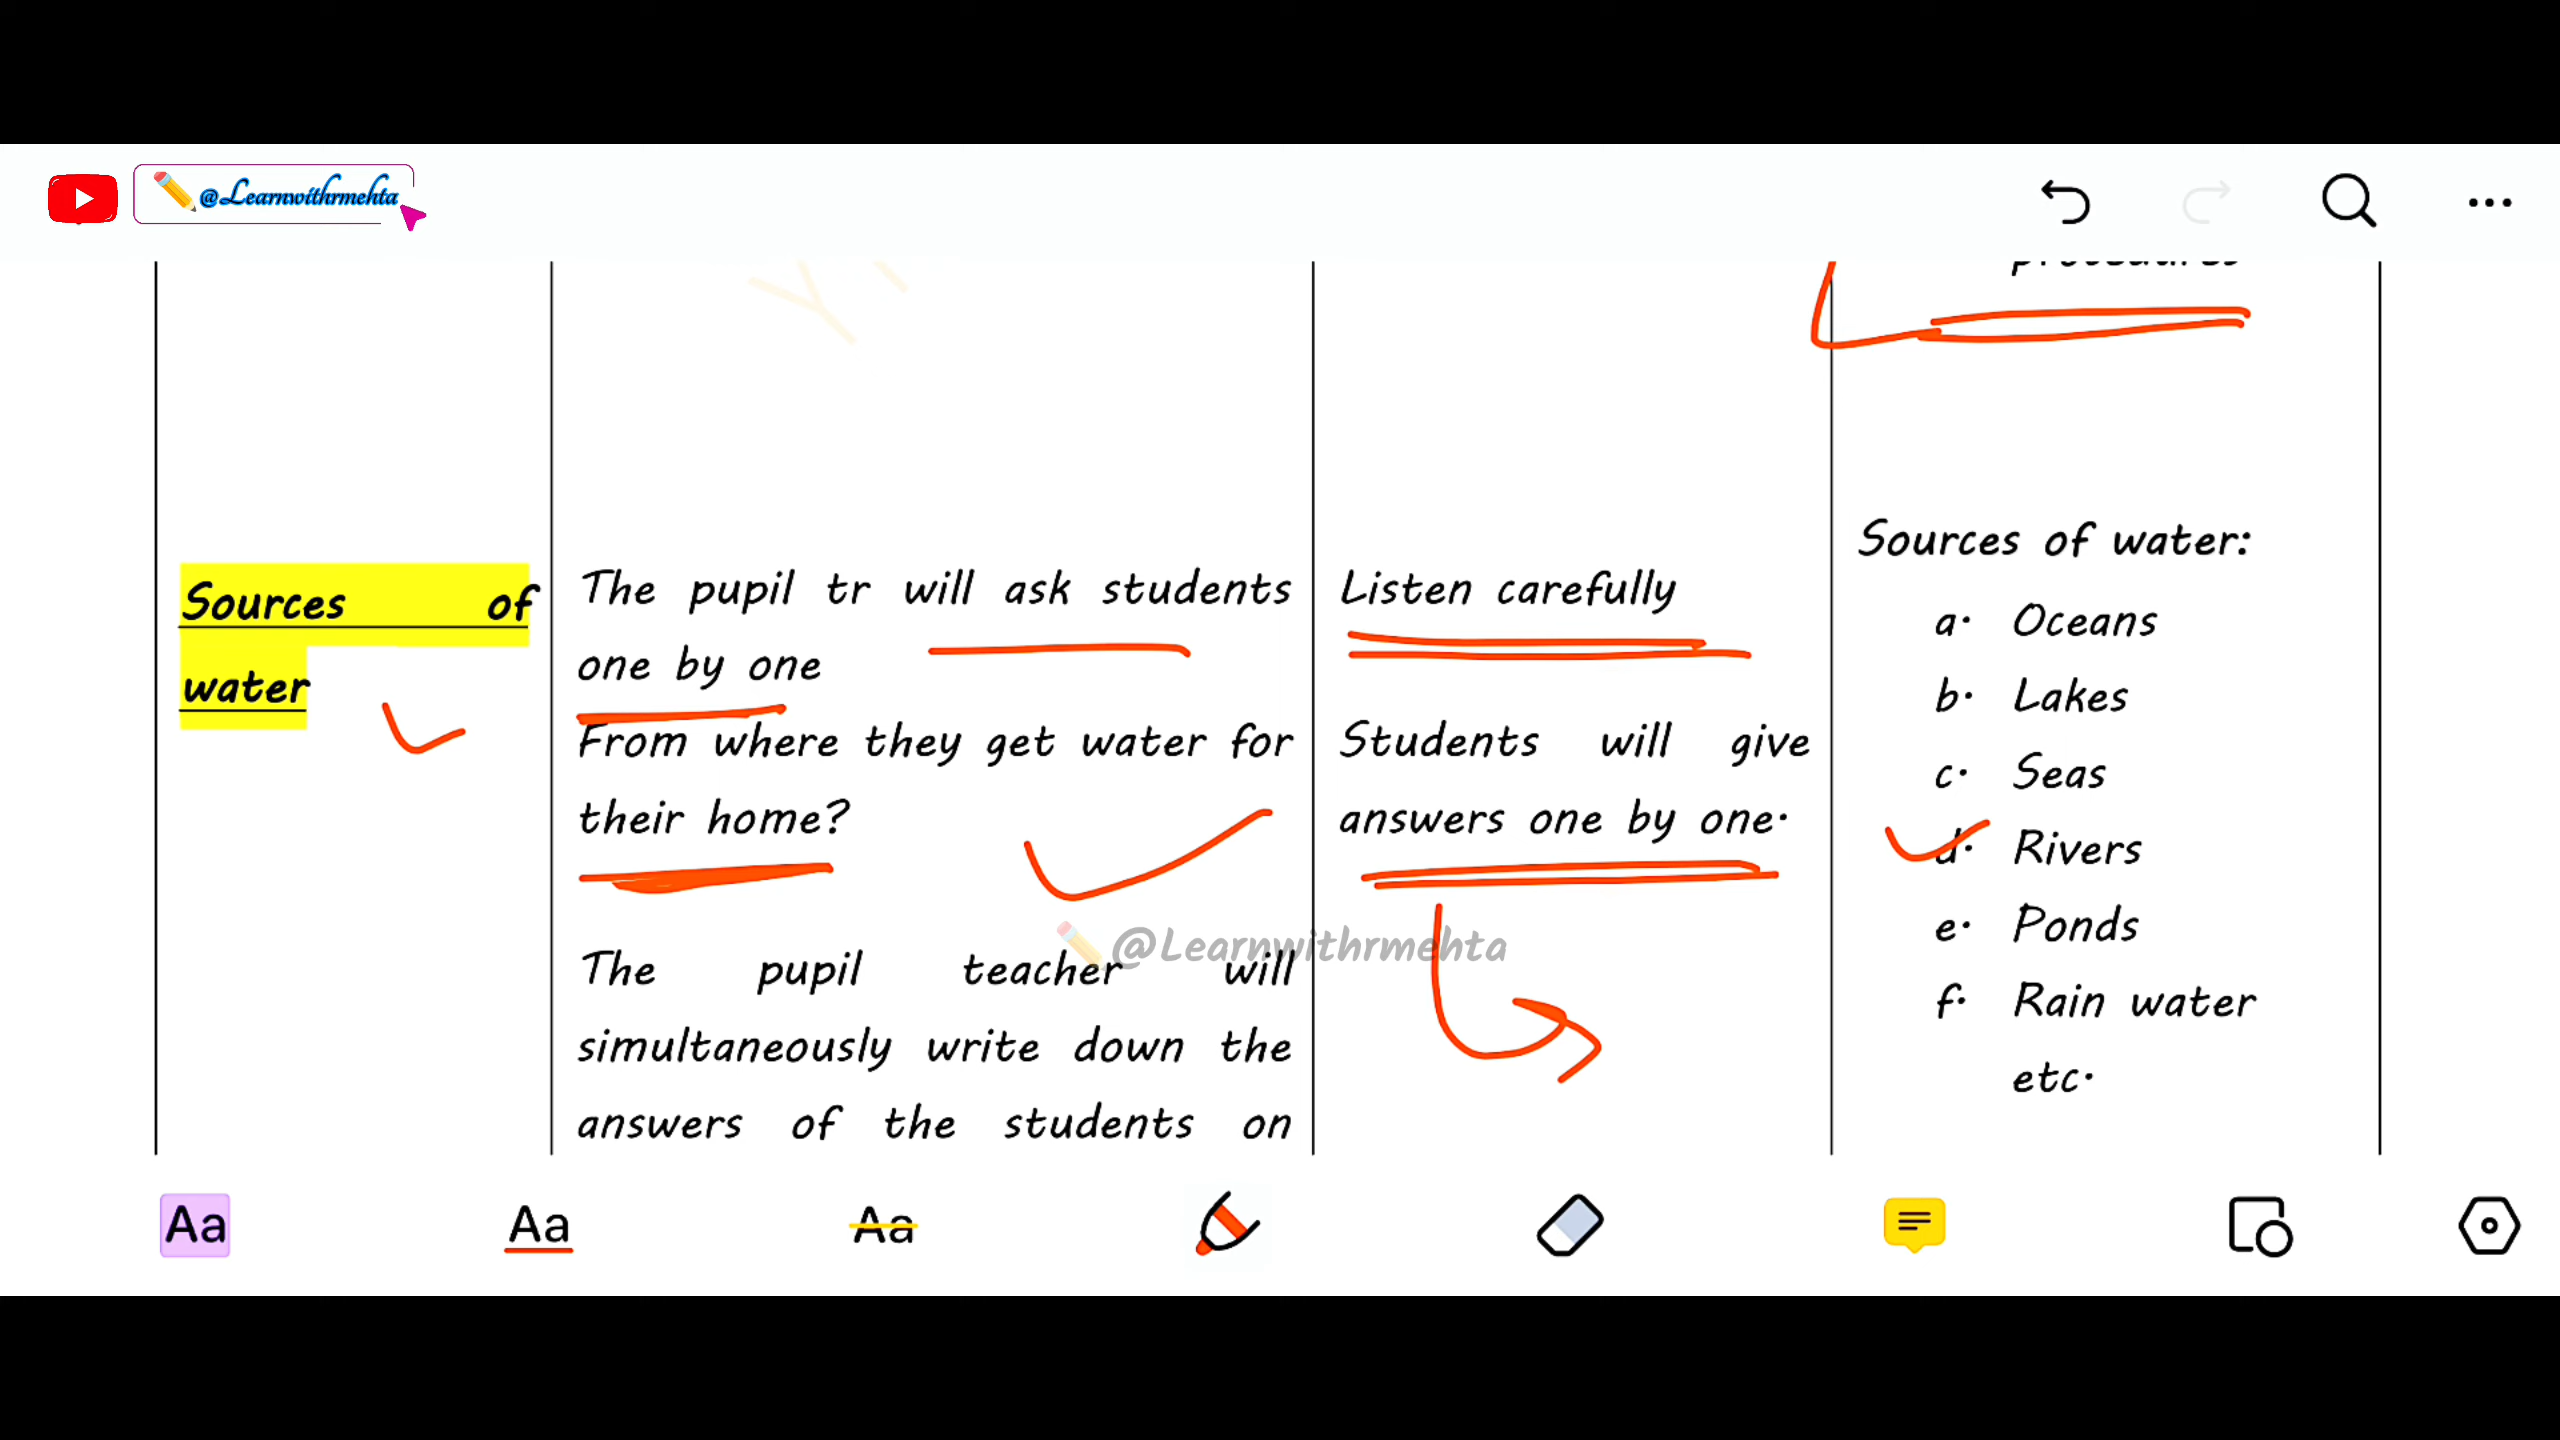 @Learnwithrmehta
procedures
Sources of
water
The pupil tr will ask students
one by one
From where they get water for
their home?
The pupil teacher will
simultaneously write down the
answers of the students on
Listen carefully
Students will give
answers one by one.
@Learnwithrmehta
Sources of water:
a. Oceans
b. Lakes
c. Seas
d. Rivers
e. Ponds
f. Rain water
etc.
Aa
Aa
Aa